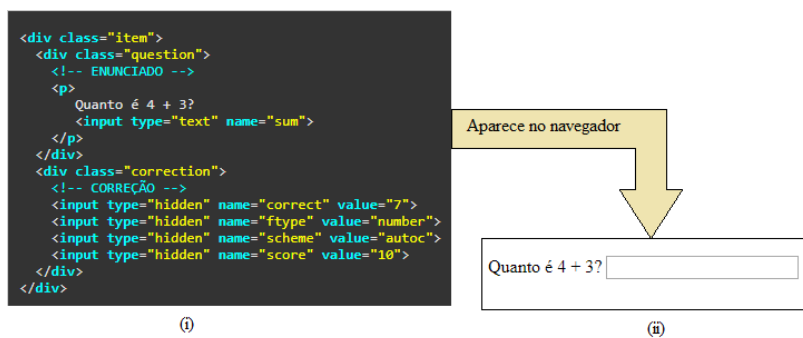 <div class="item">
<div class="question">
<!-- ENUNCIADO -->
<p>
Quanto é 4 + 3?
<input type="text" name="sum">
</p>
</div>
<div class="correction">
<!-- CORREÇÃO -->
<input type="hidden" name="correct" value="7">
<input type="hidden" name="ftype" value="number">
<input type="hidden" name="scheme" value="autoc">
<input type="hidden" name="score" value="10">
</div>
</div>
(i)
Aparece no navegador
Quanto é 4 + 3?
(ii)